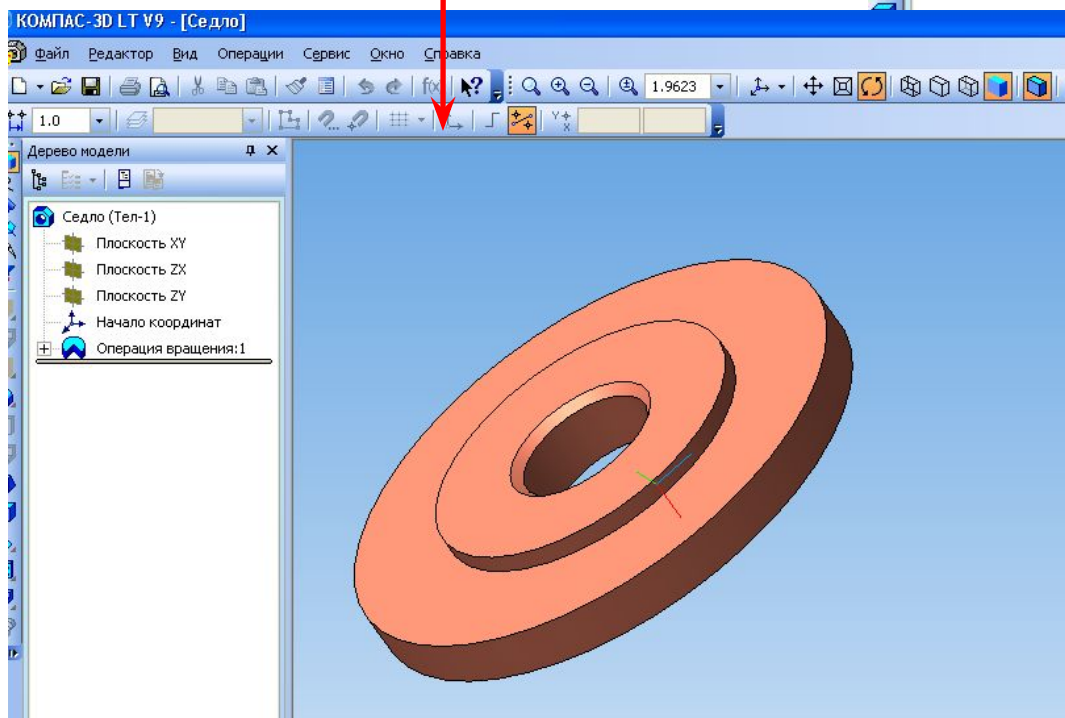 КОМПАС-3D LT V9 - [Седло]
Файл Редактор Вид Операции Сервис Окно Справка
f(x) 1.9623
1.0
Дерево модели
Седло (Тел-1)
Плоскость XY
Плоскость ZX
Плоскость ZY
Начало координат
Операция вращения:1